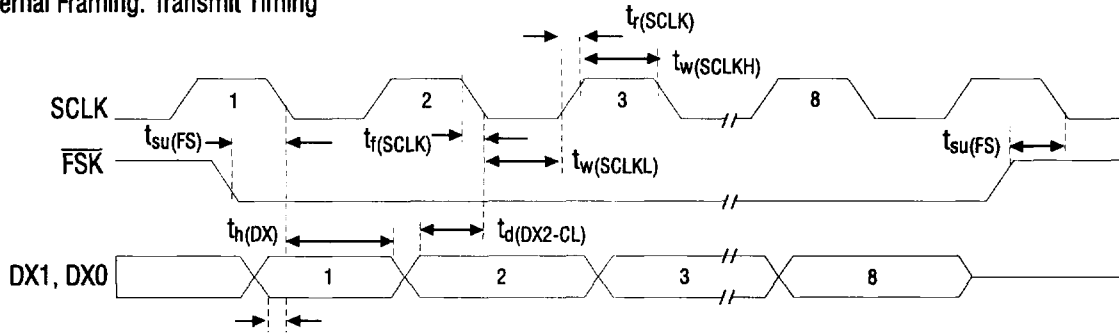 ernal Framing: Transmit Timing
tr(SCLK)
tw(SCLKH)
SCLK 1 2 3 8
tsu(FS) tf(SCLK) tsu(FS)
FSK tw(SCLKL)
th(DX) td(DX2-CL)
DX1, DX0 1 2 3 8